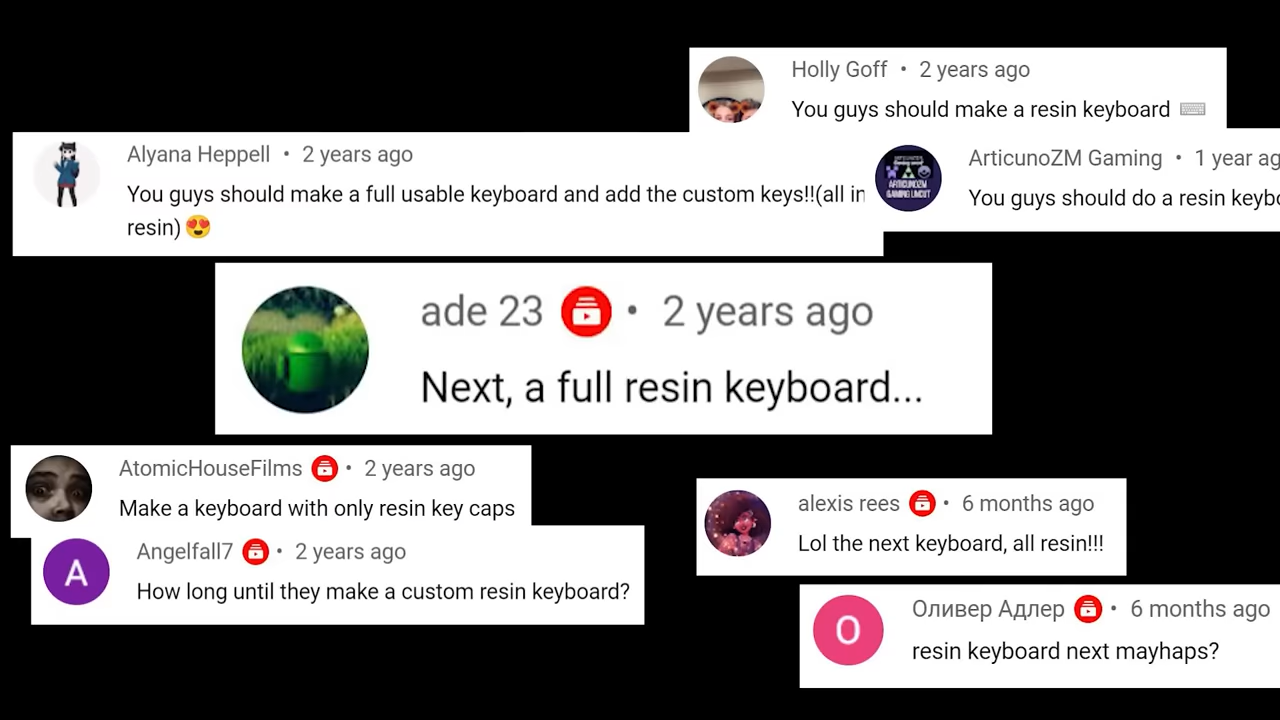 Holly Goff • 2 years ago
You guys should make a resin keyboard ⌨
Alyana Heppell • 2 years ago
You guys should make a full usable keyboard and add the custom keys!!(all in
resin) 😍
ARTICUNOZM
GAMING UNCUT
ArticunoZM Gaming • 1 year ag
You guys should do a resin keybo
ade 23 • 2 years ago
Next, a full resin keyboard...
AtomicHouseFilms • 2 years ago
Make a keyboard with only resin key caps
A
Angelfall7 • 2 years ago
How long until they make a custom resin keyboard?
alexis rees • 6 months ago
Lol the next keyboard, all resin!!!
О
Оливер Адлер • 6 months ago
resin keyboard next mayhaps?